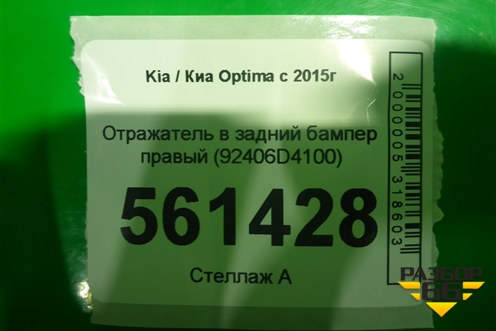 Kia / Киа Optima с 2015г
Отражатель в задний бампер
правый (92406D4100)
561428
Стеллаж А
2000005318603
РАЗБОР
66